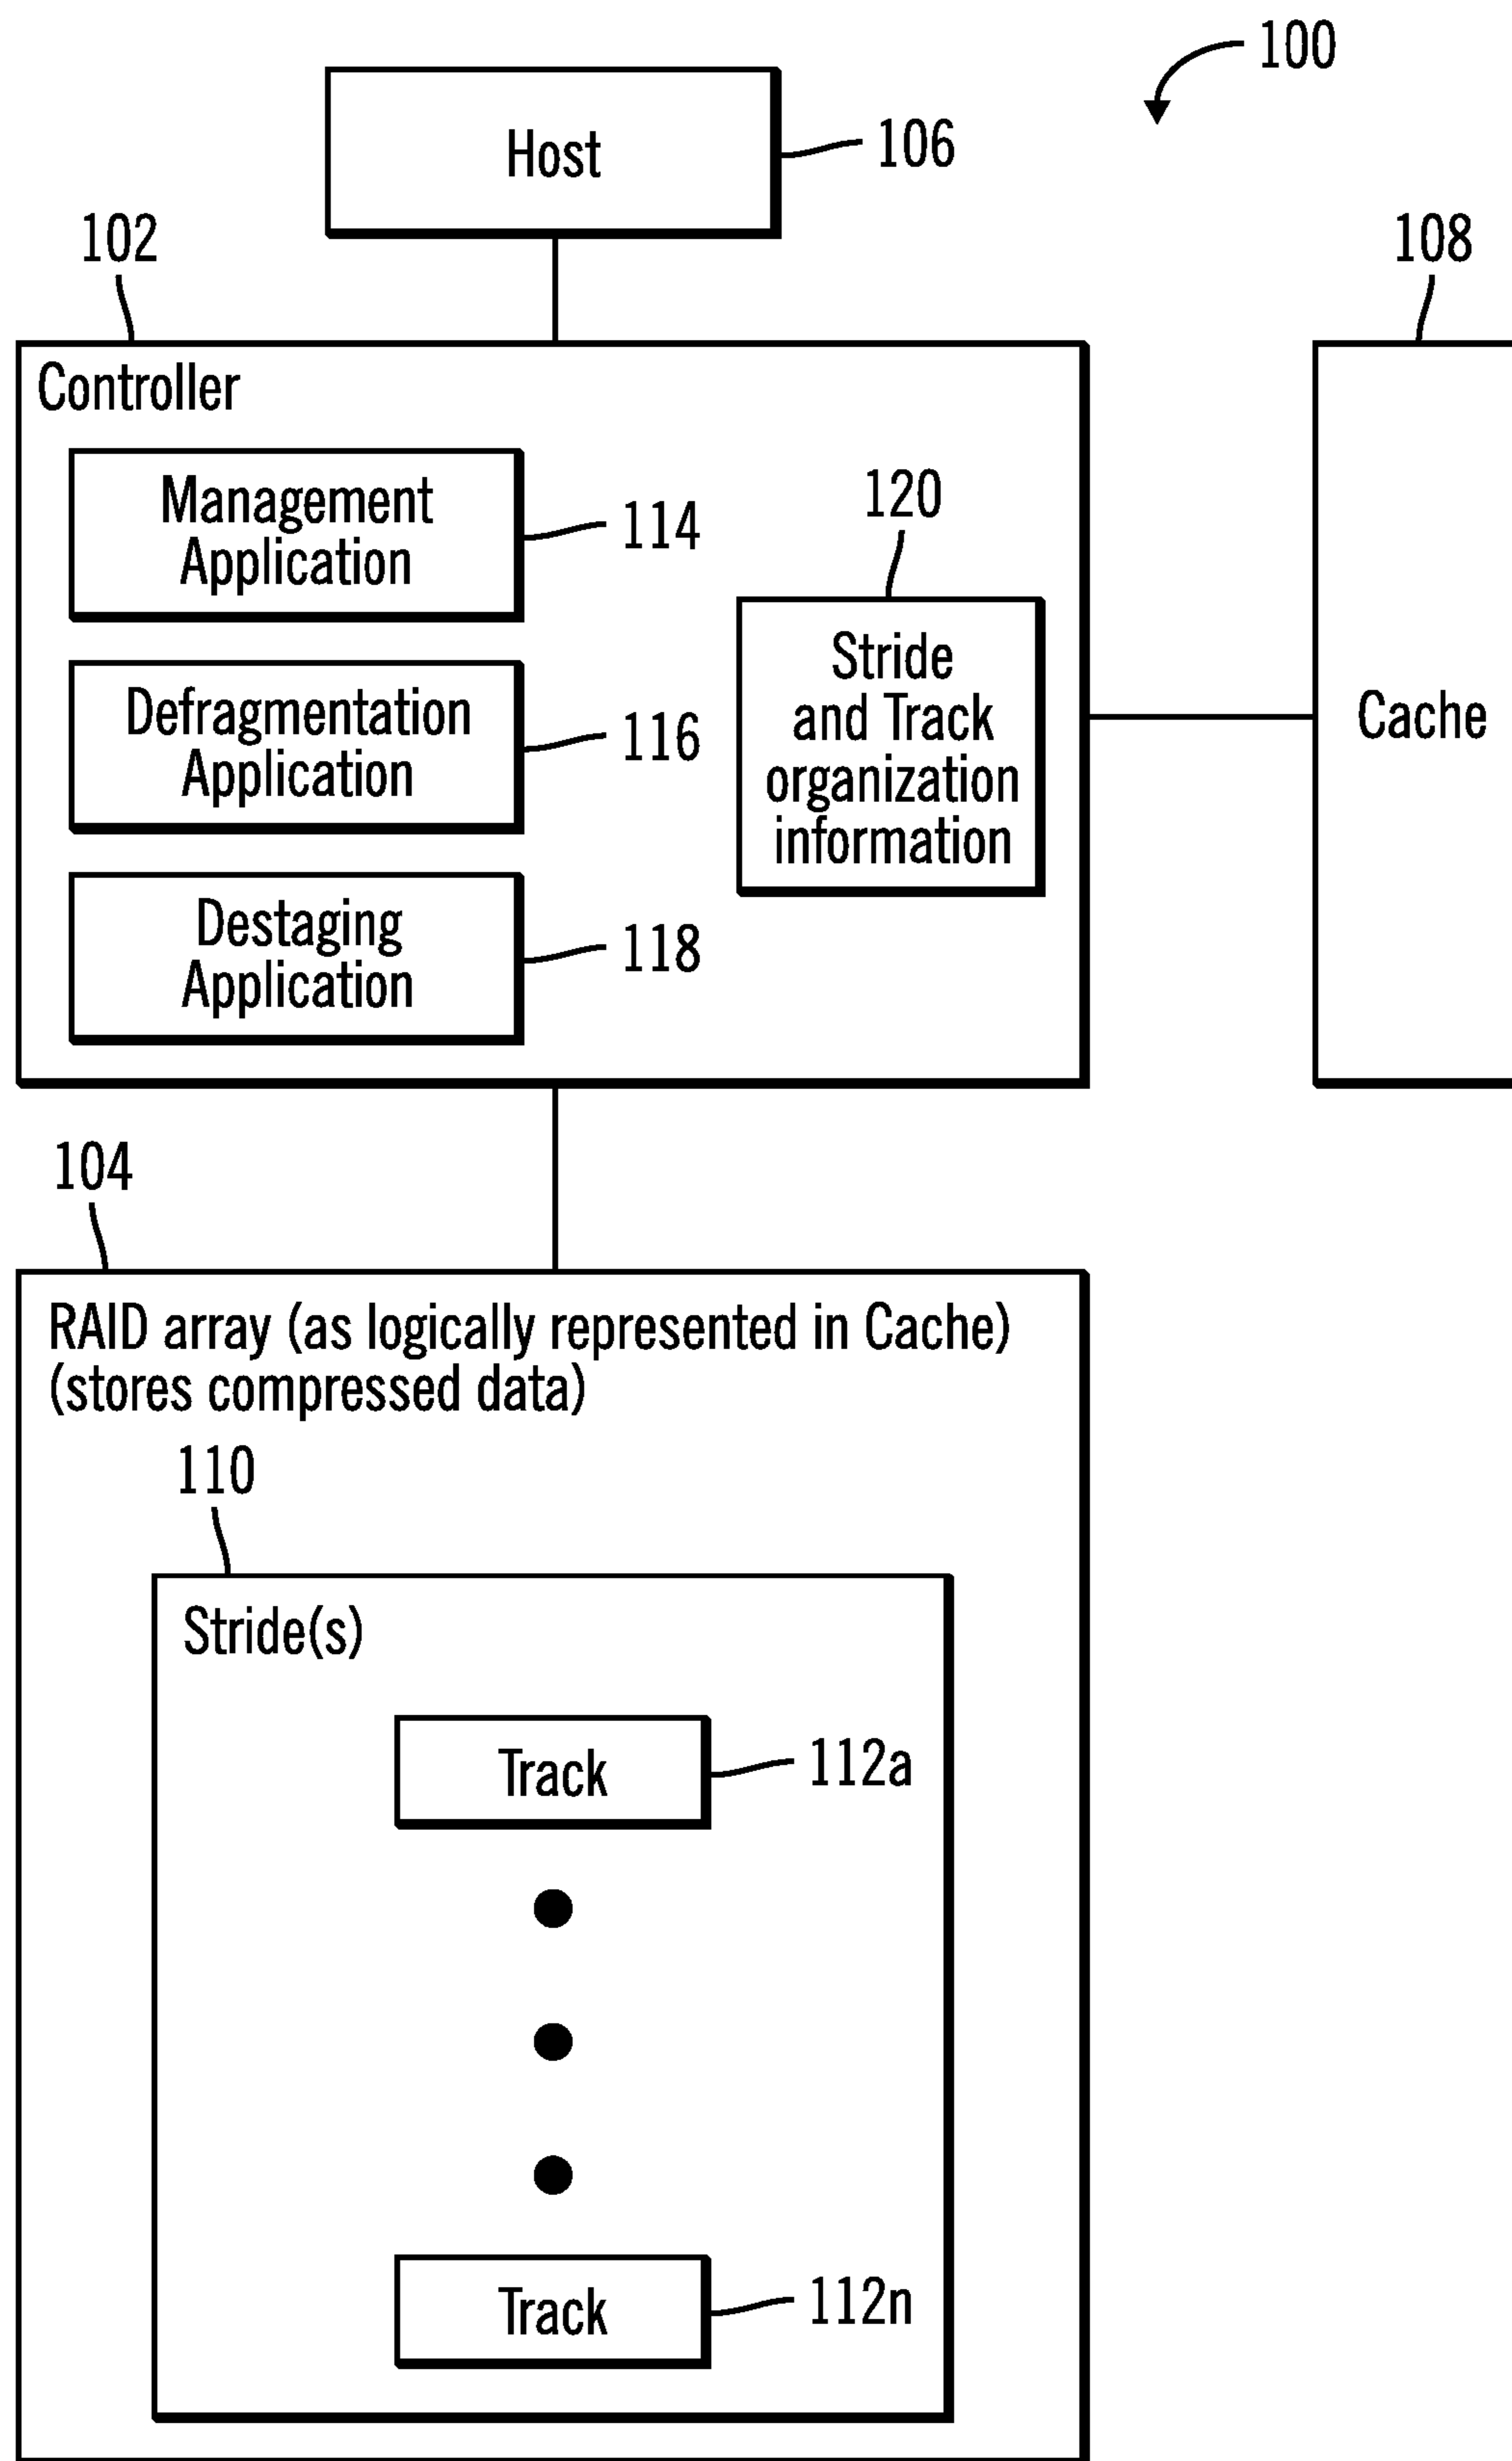 100
Host
106
102
108
Controller
Management
Application
114
120
Stride
and Track
organization
information
Defragmentation
Application
116
Cache
Destaging
Application
118
104
RAID array (as logically represented in Cache)
(stores compressed data)
110
Stride(s)
Track
112a
Track
112n